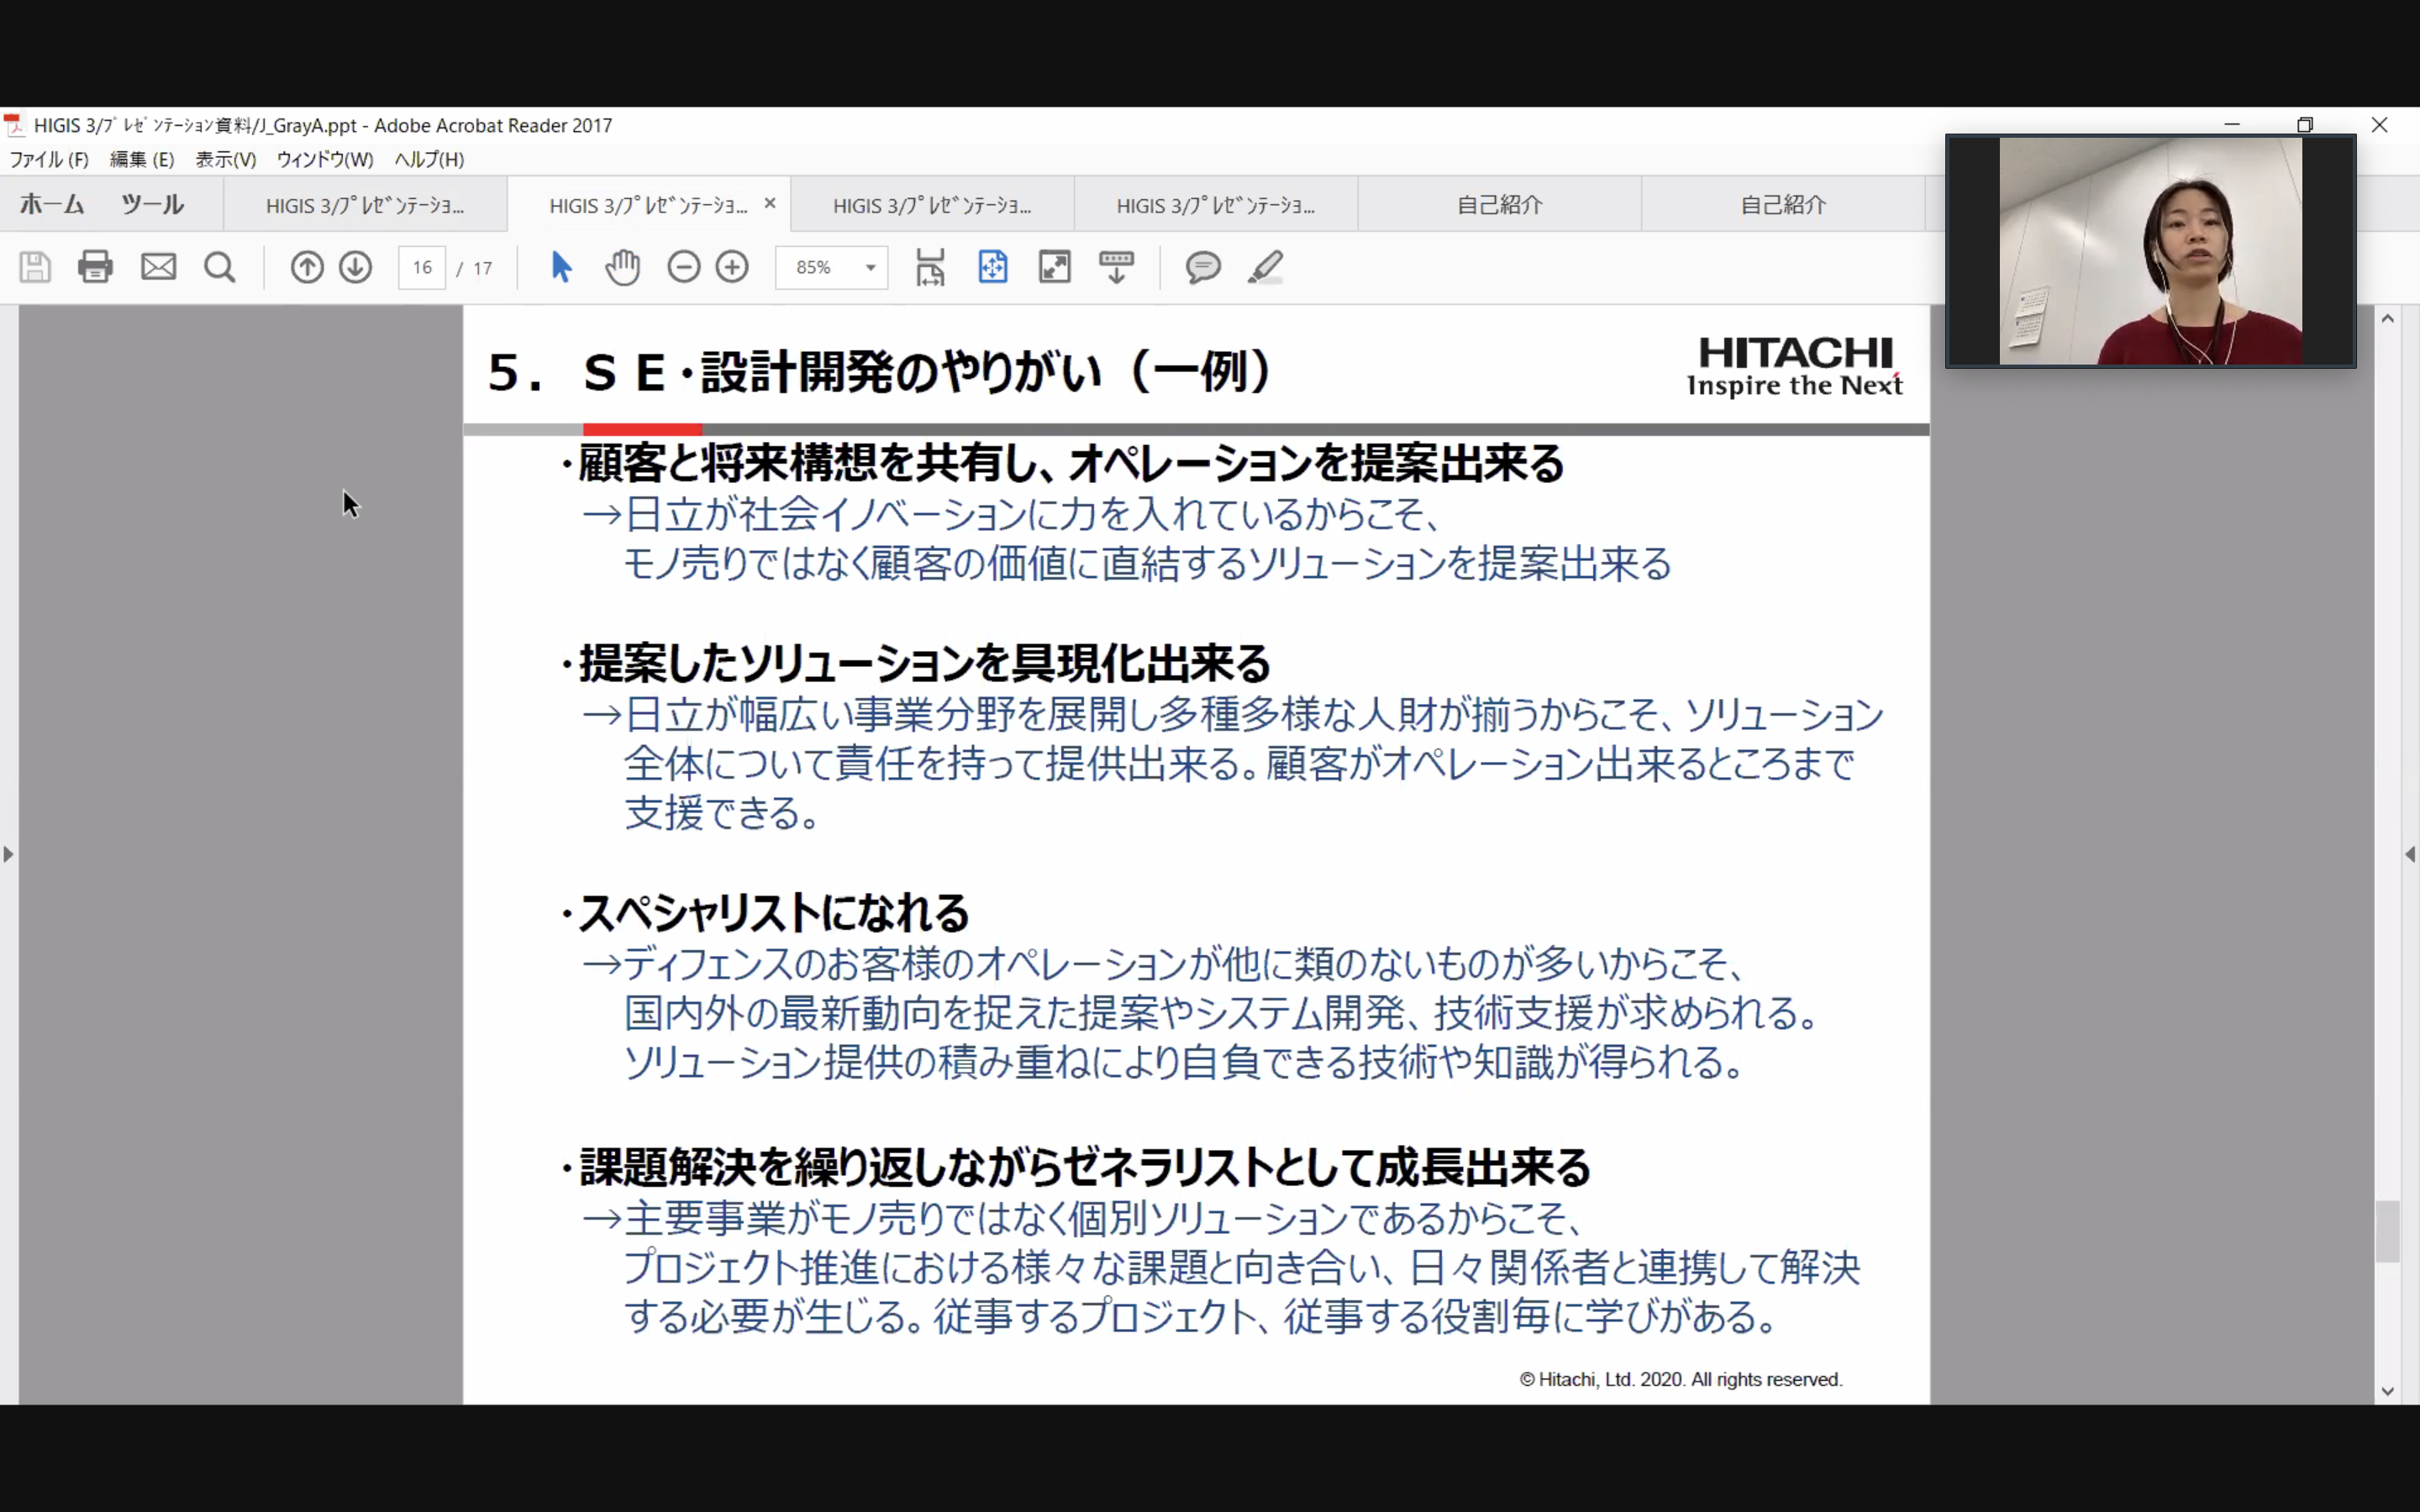 HIGIS 3/ﾌﾟﾚｾﾞﾝﾃｰｼｮﾝ資料/J_GrayA.ppt - Adobe Acrobat Reader 2017
ファイル(F) 編集(E) 表示(V) ウィンドウ(W) ヘルプ(H)
ホーム ツール HIGIS 3/ﾌﾟﾚｾﾞﾝﾃｰｼｮ... HIGIS 3/ﾌﾟﾚｾﾞﾝﾃｰｼｮ... HIGIS 3/ﾌﾟﾚｾﾞﾝﾃｰｼｮ... HIGIS 3/ﾌﾟﾚｾﾞﾝﾃｰｼｮ... 自己紹介 自己紹介
16 / 17 85%
5．ＳＥ・設計開発のやりがい（一例）
HITACHI
Inspire the Next
・顧客と将来構想を共有し、オペレーションを提案出来る
→日立が社会イノベーションに力を入れているからこそ、
モノ売りではなく顧客の価値に直結するソリューションを提案出来る
・提案したソリューションを具現化出来る
→日立が幅広い事業分野を展開し多種多様な人財が揃うからこそ、ソリューション
全体について責任を持って提供出来る。顧客がオペレーション出来るところまで
支援できる。
・スペシャリストになれる
→ディフェンスのお客様のオペレーションが他に類のないものが多いからこそ、
国内外の最新動向を捉えた提案やシステム開発、技術支援が求められる。
ソリューション提供の積み重ねにより自負できる技術や知識が得られる。
・課題解決を繰り返しながらゼネラリストとして成長出来る
→主要事業がモノ売りではなく個別ソリューションであるからこそ、
プロジェクト推進における様々な課題と向き合い、日々関係者と連携して解決
する必要が生じる。従事するプロジェクト、従事する役割毎に学びがある。
© Hitachi, Ltd. 2020. All rights reserved.